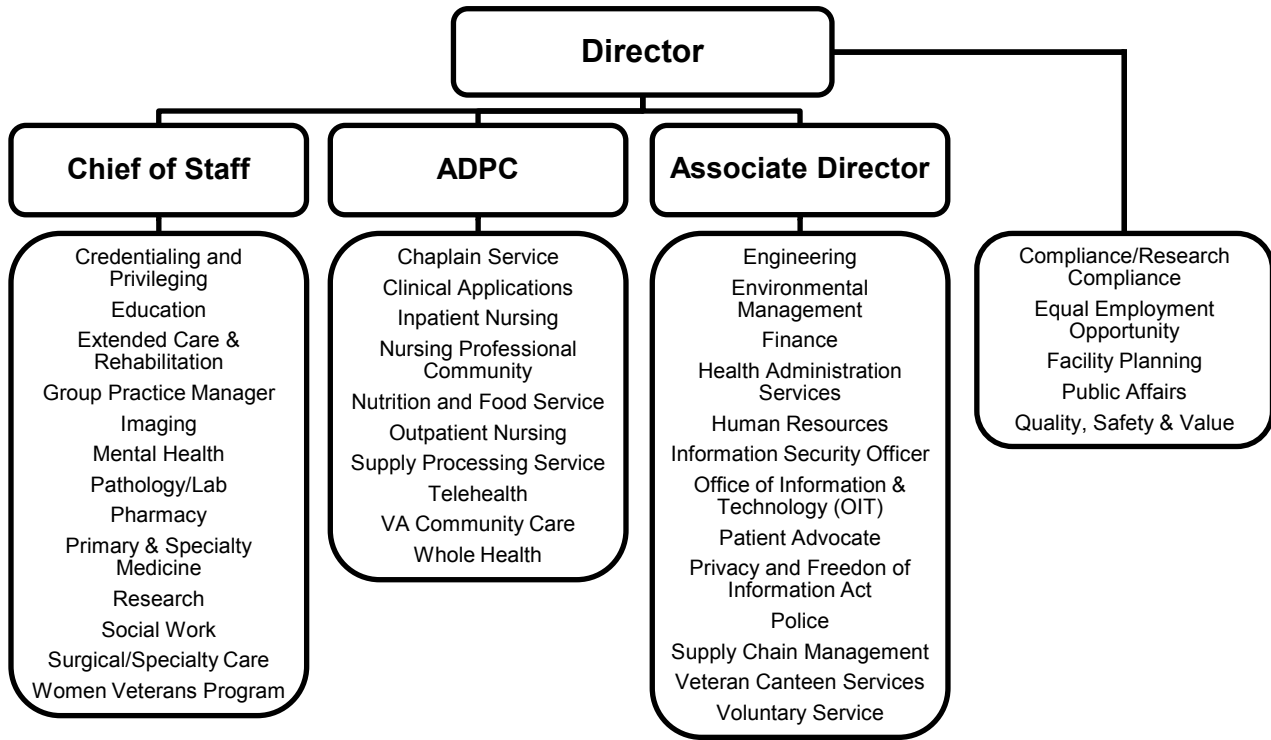 Director
Chief of Staff
ADPC
Associate Director
Credentialing and
Privileging
Education
Extended Care &
Rehabilitation
Group Practice Manager
Imaging
Mental Health
Pathology/Lab
Pharmacy
Primary & Specialty
Medicine
Research
Social Work
Surgical/Specialty Care
Women Veterans Program
Chaplain Service
Clinical Applications
Inpatient Nursing
Nursing Professional
Community
Nutrition and Food Service
Outpatient Nursing
Supply Processing Service
Telehealth
VA Community Care
Whole Health
Engineering
Environmental
Management
Finance
Health Administration
Services
Human Resources
Information Security Officer
Office of Information &
Technology (OIT)
Patient Advocate
Privacy and Freedon of
Information Act
Police
Supply Chain Management
Veteran Canteen Services
Voluntary Service
Compliance/Research
Compliance
Equal Employment
Opportunity
Facility Planning
Public Affairs
Quality, Safety & Value